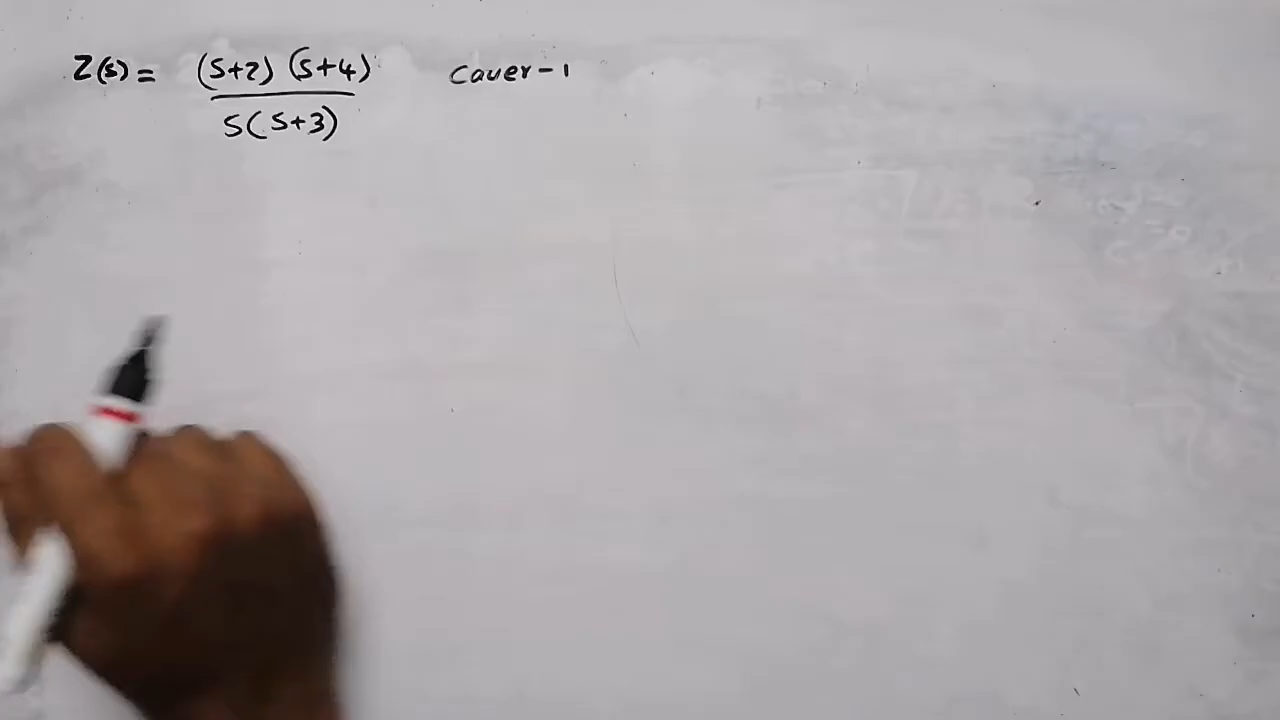 Z(s) = (S+2) (S+4) / S(S+3) Cauer-1